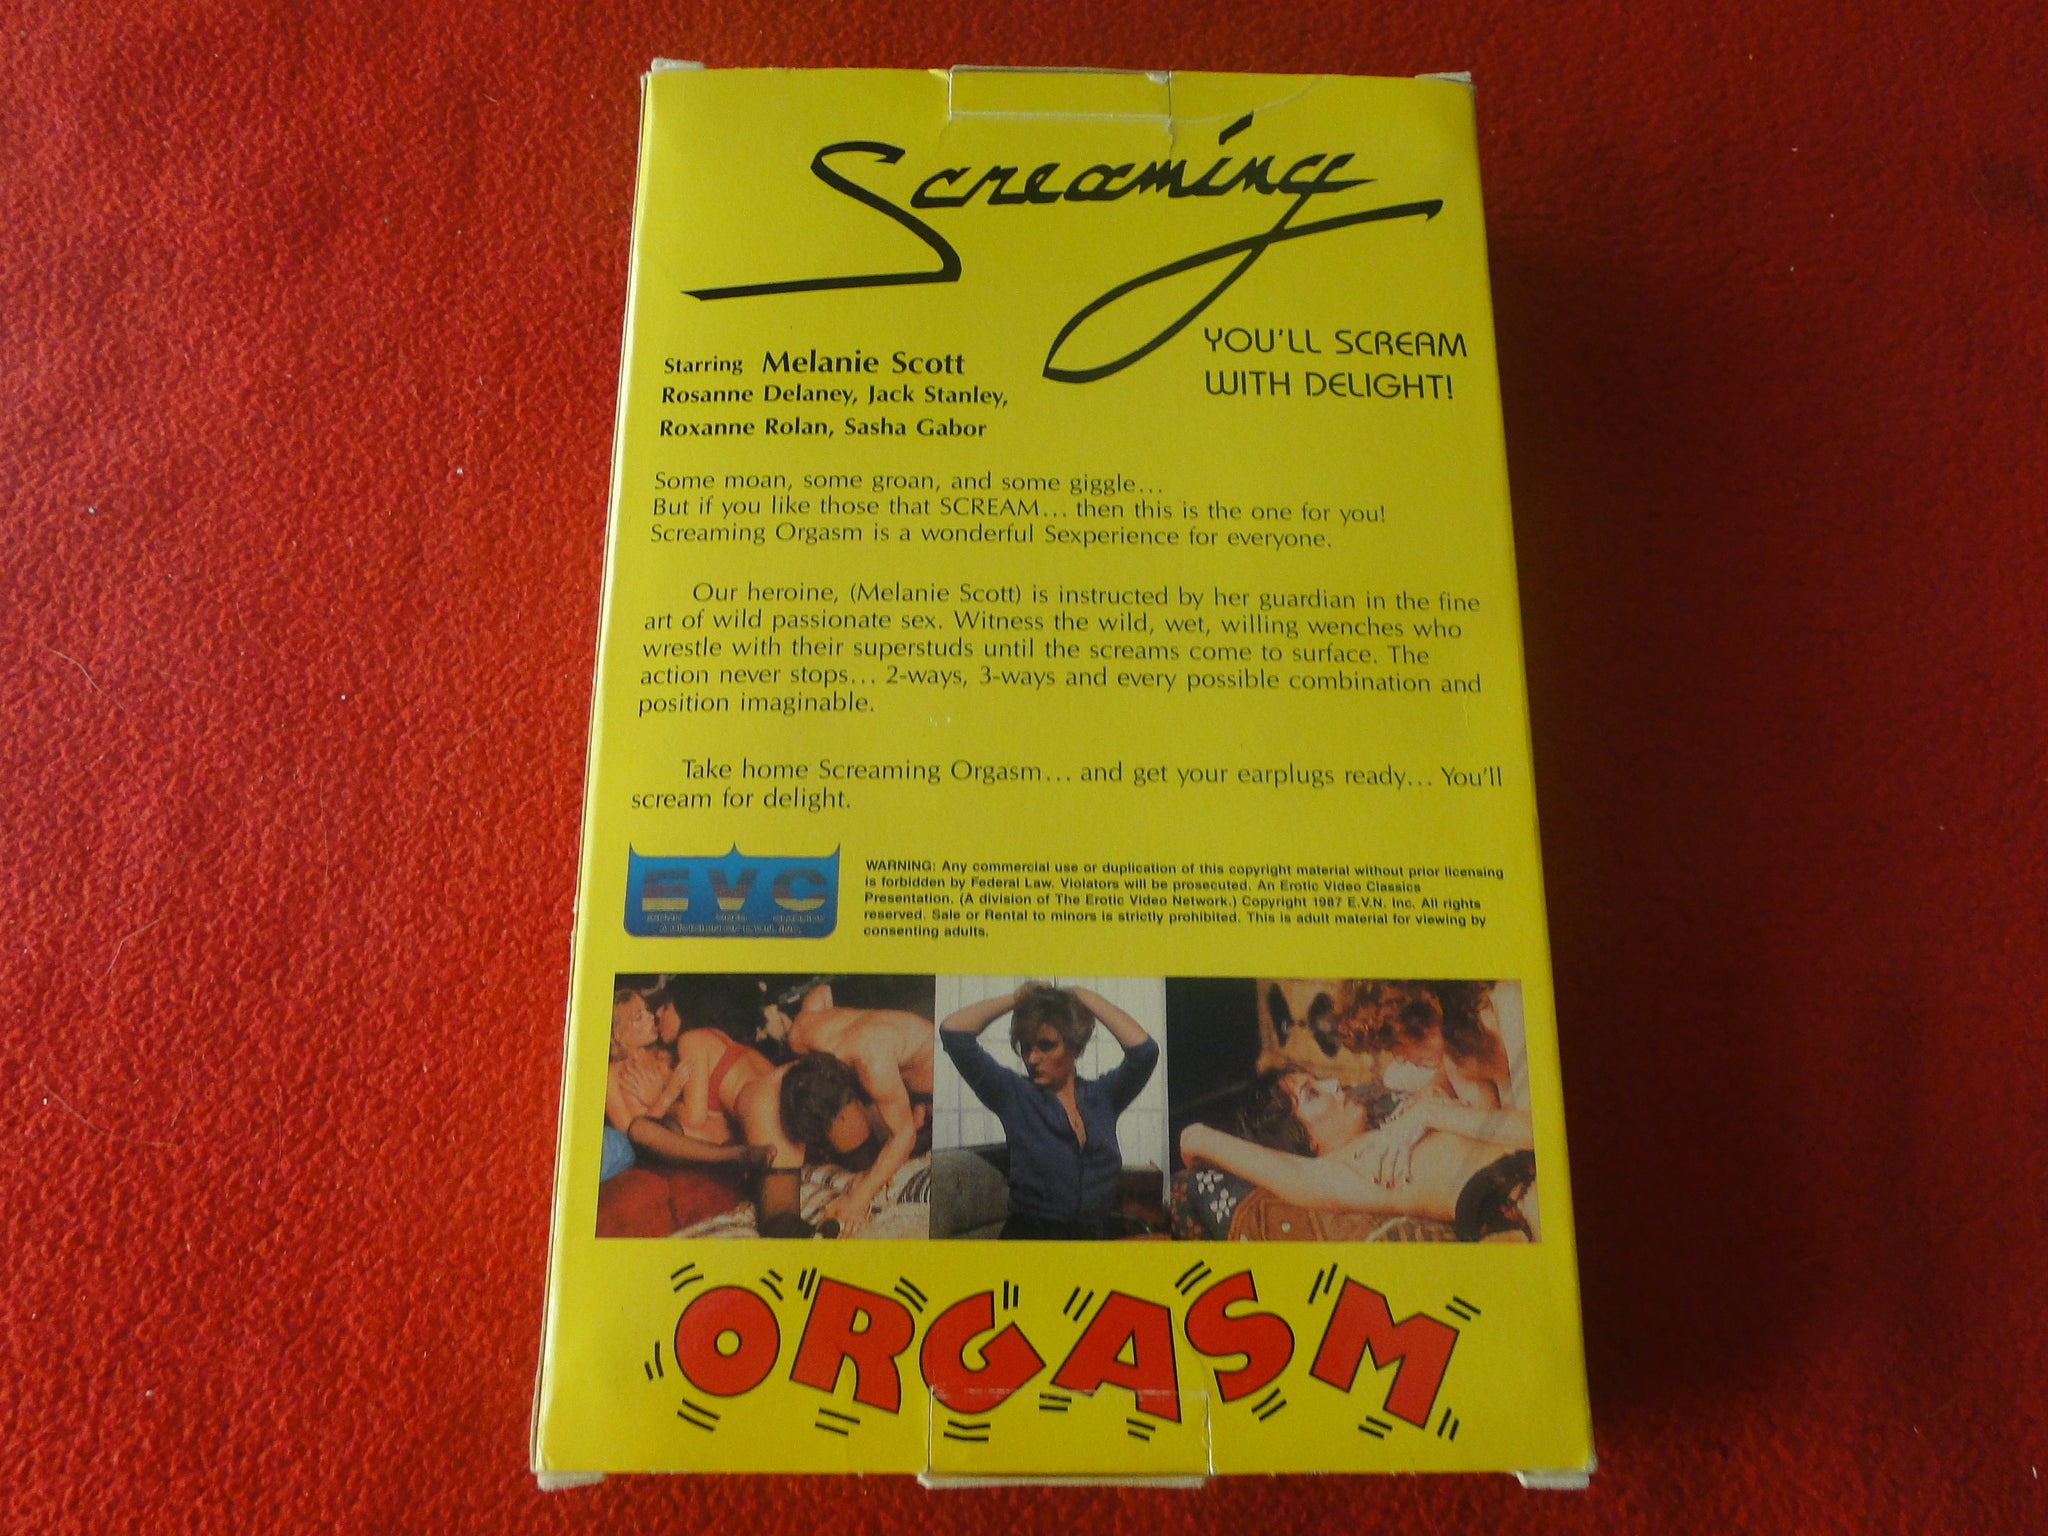 Screaming
YOU'LL SCREAM
WITH DELIGHT!
Starring Melanie Scott
Rosanne Delaney, Jack Stanley,
Roxanne Rolan, Sasha Gabor
Some moan, some groan, and some giggle...
But if you like those that SCREAM... then this is the one for you!
Screaming Orgasm is a wonderful Sexperience for everyone.
Our heroine, (Melanie Scott) is instructed by her guardian in the fine
art of wild passionate sex. Witness the wild, wet, willing wenches who
wrestle with their superstuds until the screams come to surface. The
action never stops... 2-ways, 3-ways and every possible combination and
position imaginable.
Take home Screaming Orgasm... and get your earplugs ready... You'll
scream for delight.
EVC
EROTIC VIDEO CLASSICS
A DIVISION OF E.V.N. INC.
WARNING: Any commercial use or duplication of this copyright material without prior licensing
is forbidden by Federal Law. Violators will be prosecuted. An Erotic Video Classics
Presentation. (A division of The Erotic Video Network.) Copyright 1987 E.V.N. Inc. All rights
reserved. Sale or Rental to minors is strictly prohibited. This is adult material for viewing by
consenting adults.
ORGASM